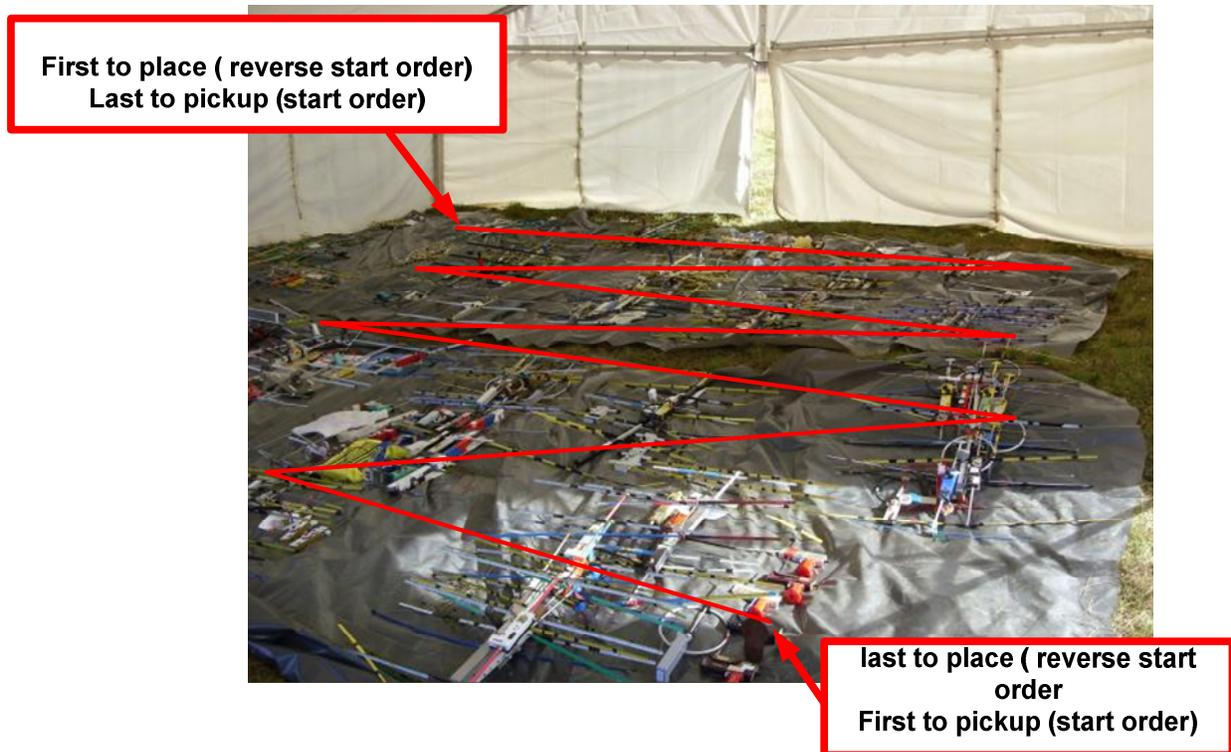 First to place ( reverse start order)
Last to pickup (start order)
last to place ( reverse start
order
First to pickup (start order)